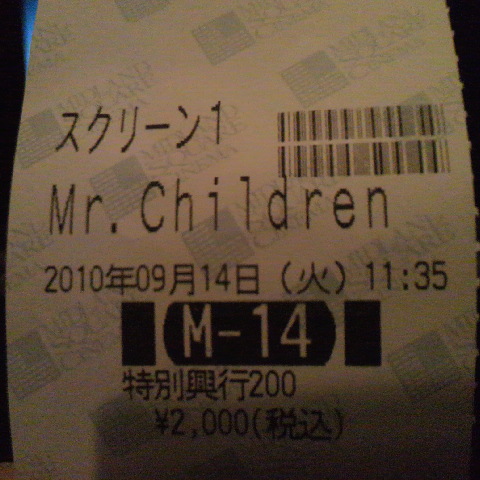 スクリーン1
Mr.Children
2010年09月14日（火）11:35
M-14
特別興行200
¥2,000(税込)